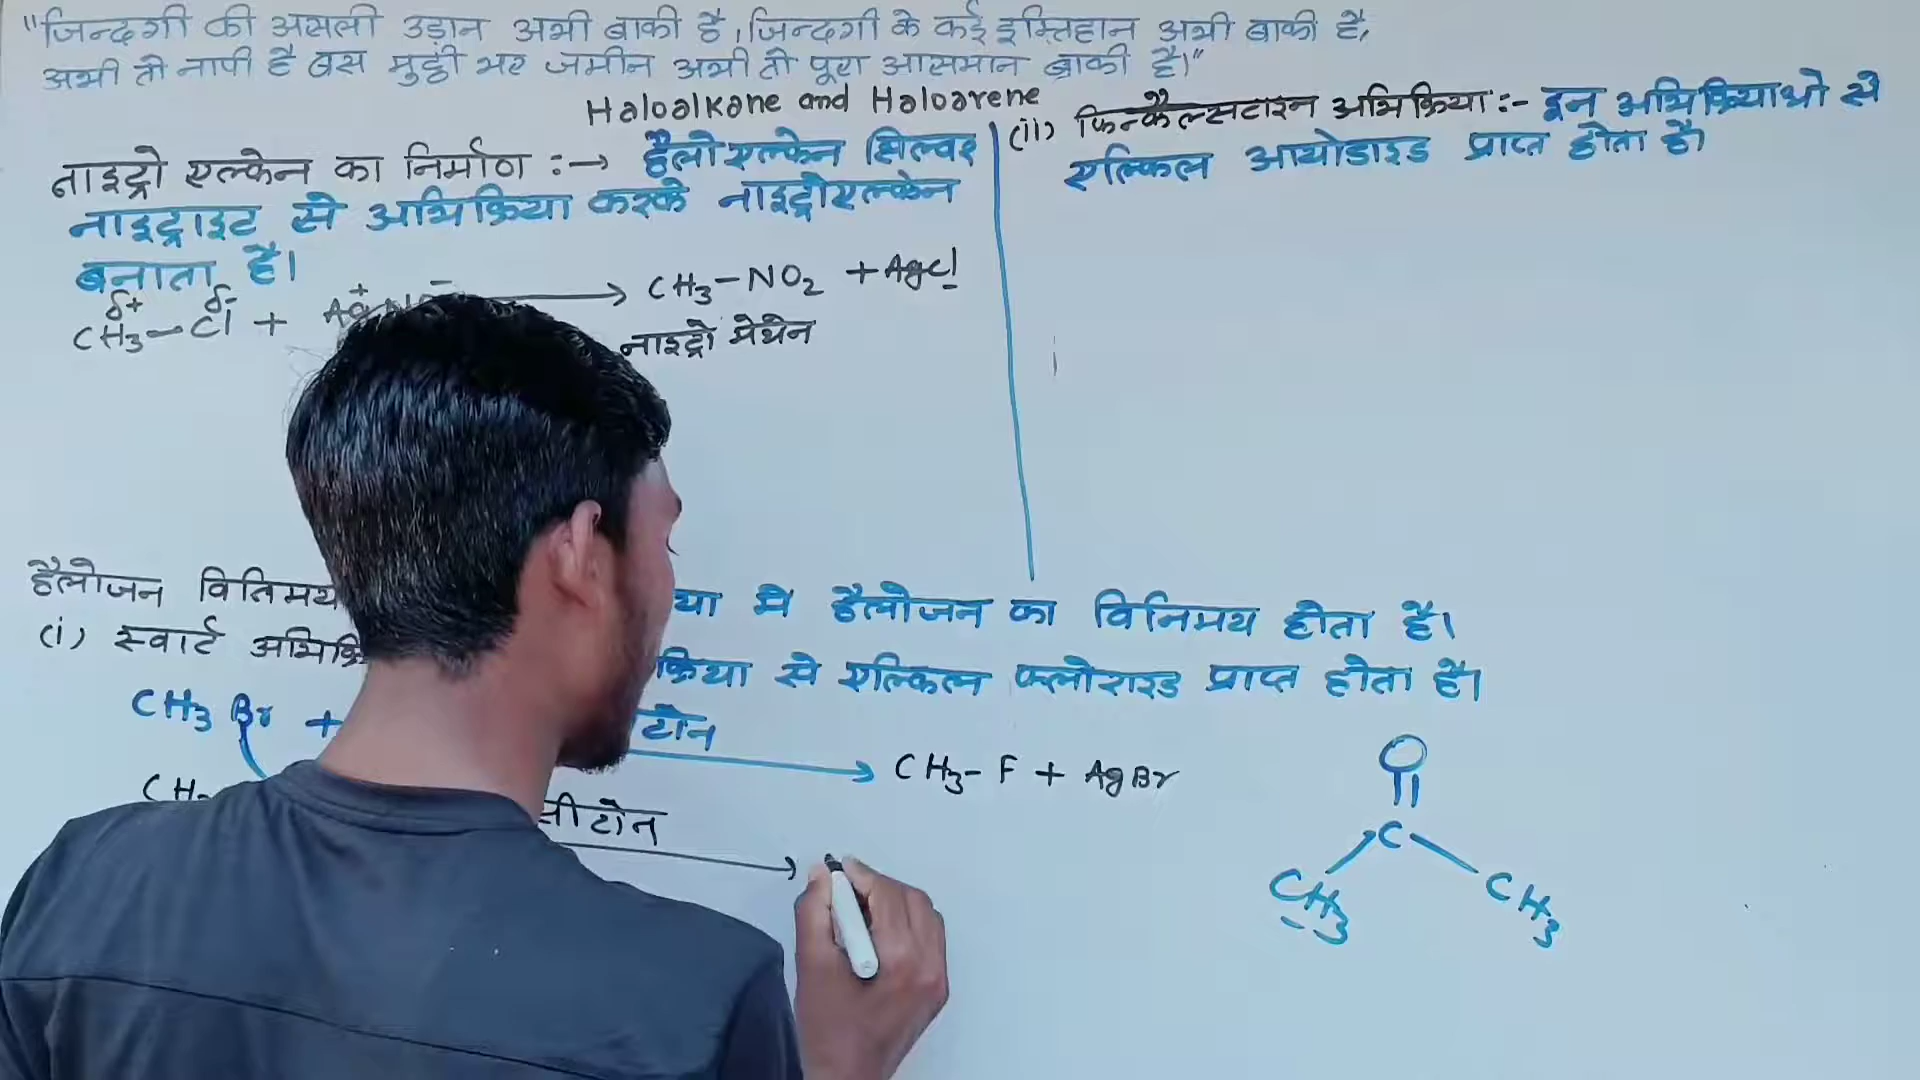 "जिन्दगी की असली उड़ान अभी बाकी है, जिन्दगी के कई इम्तिहान अभी बाकी है,
अभी तो नापी है बस मुट्ठी भर जमीन अभी तो पूरा आसमान बाकी है।"
Haloalkane and Haloarene
नाइट्रो एल्केन का निर्माण :→ हैलोएल्केन सिल्वर
नाइट्राइट से अभिक्रिया करके नाइट्रोएल्केन
बनाता है।
δ+ δ- + -
CH3-Cl + Ag → CH3-NO2 + AgCl
नाइट्रो मेथेन
(ii) फिन्कैल्सटारन अभिक्रिया :- इन अभिक्रियाओ से
एल्किल आयोडाइड प्राप्त होता है।
हैलोजन विनिमय या मे हैलोजन का विनिमय होता है।
(i) स्वार्ट क्रिया से एल्किल फ्लोराइड प्राप्त होता है।
CH3 Br + टोन → CH3-F + AgBr
सीटोन →
O
C
CH3 CH3